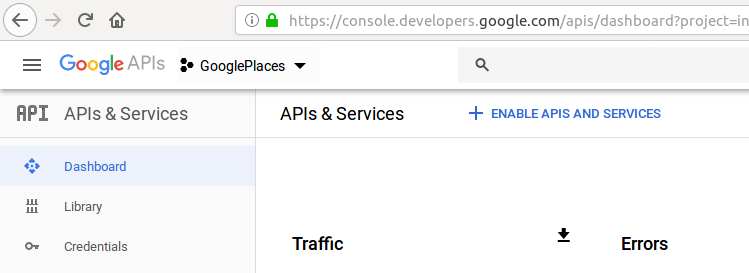 https://console.developers.google.com/apis/dashboard?project=in
Google APIs GooglePlaces
API APIs & Services
APIs & Services + ENABLE APIS AND SERVICES
Dashboard
Library
Credentials
Traffic
Errors